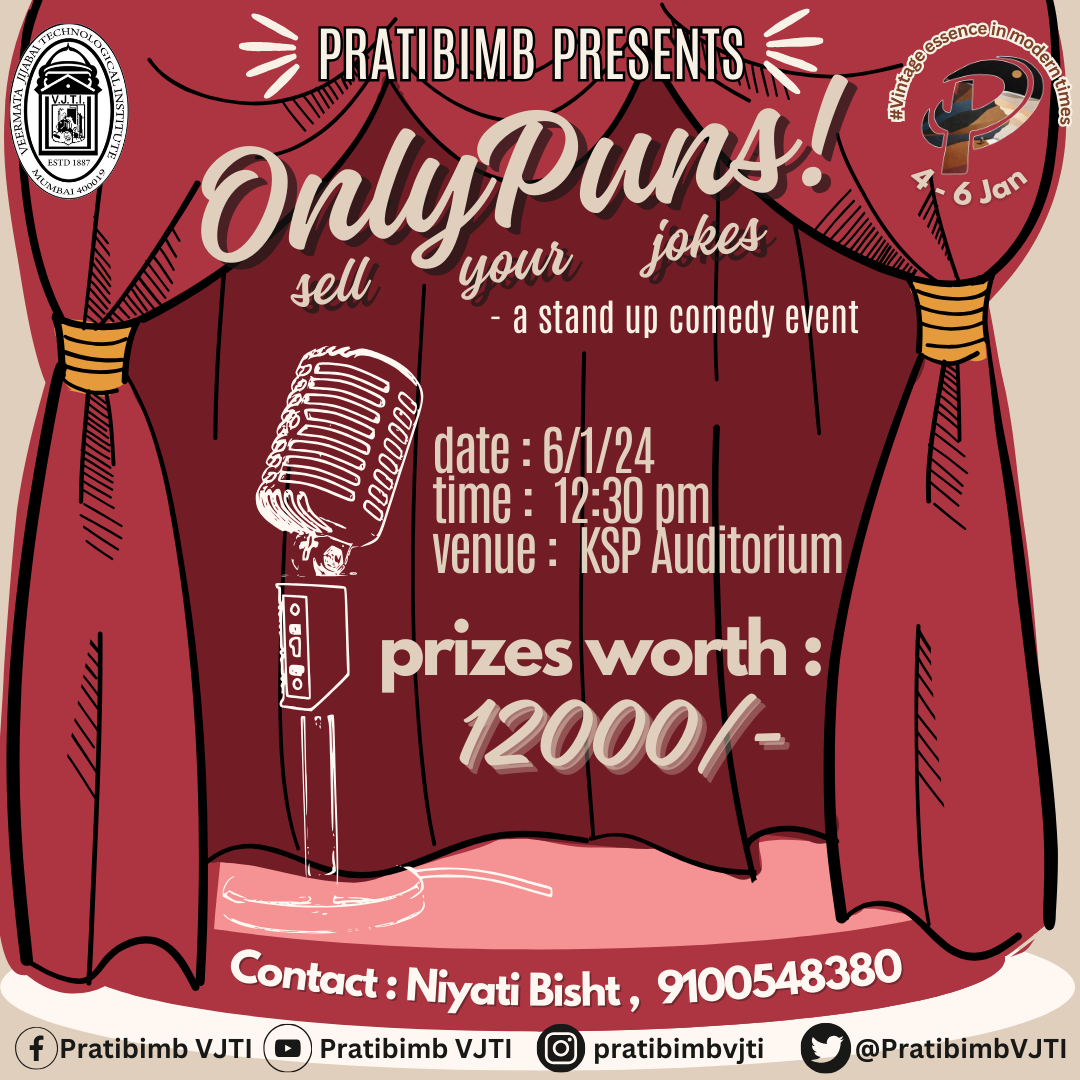 PRATIBIMB PRESENTS
VEERMATA JIJABAI TECHNOLOGICAL INSTITUTE
V.J.T.I.
ESTD 1887
MUMBAI 400019
#Vintage essence in modern times
4- 6 Jan
OnlyPuns!
sell your jokes
- a stand up comedy event
date : 6/1/24
time : 12:30 pm
venue : KSP Auditorium
prizes worth :
12000/-
Contact : Niyati Bisht , 9100548380
Pratibimb VJTI Pratibimb VJTI pratibimbvjti @PratibimbVJTI